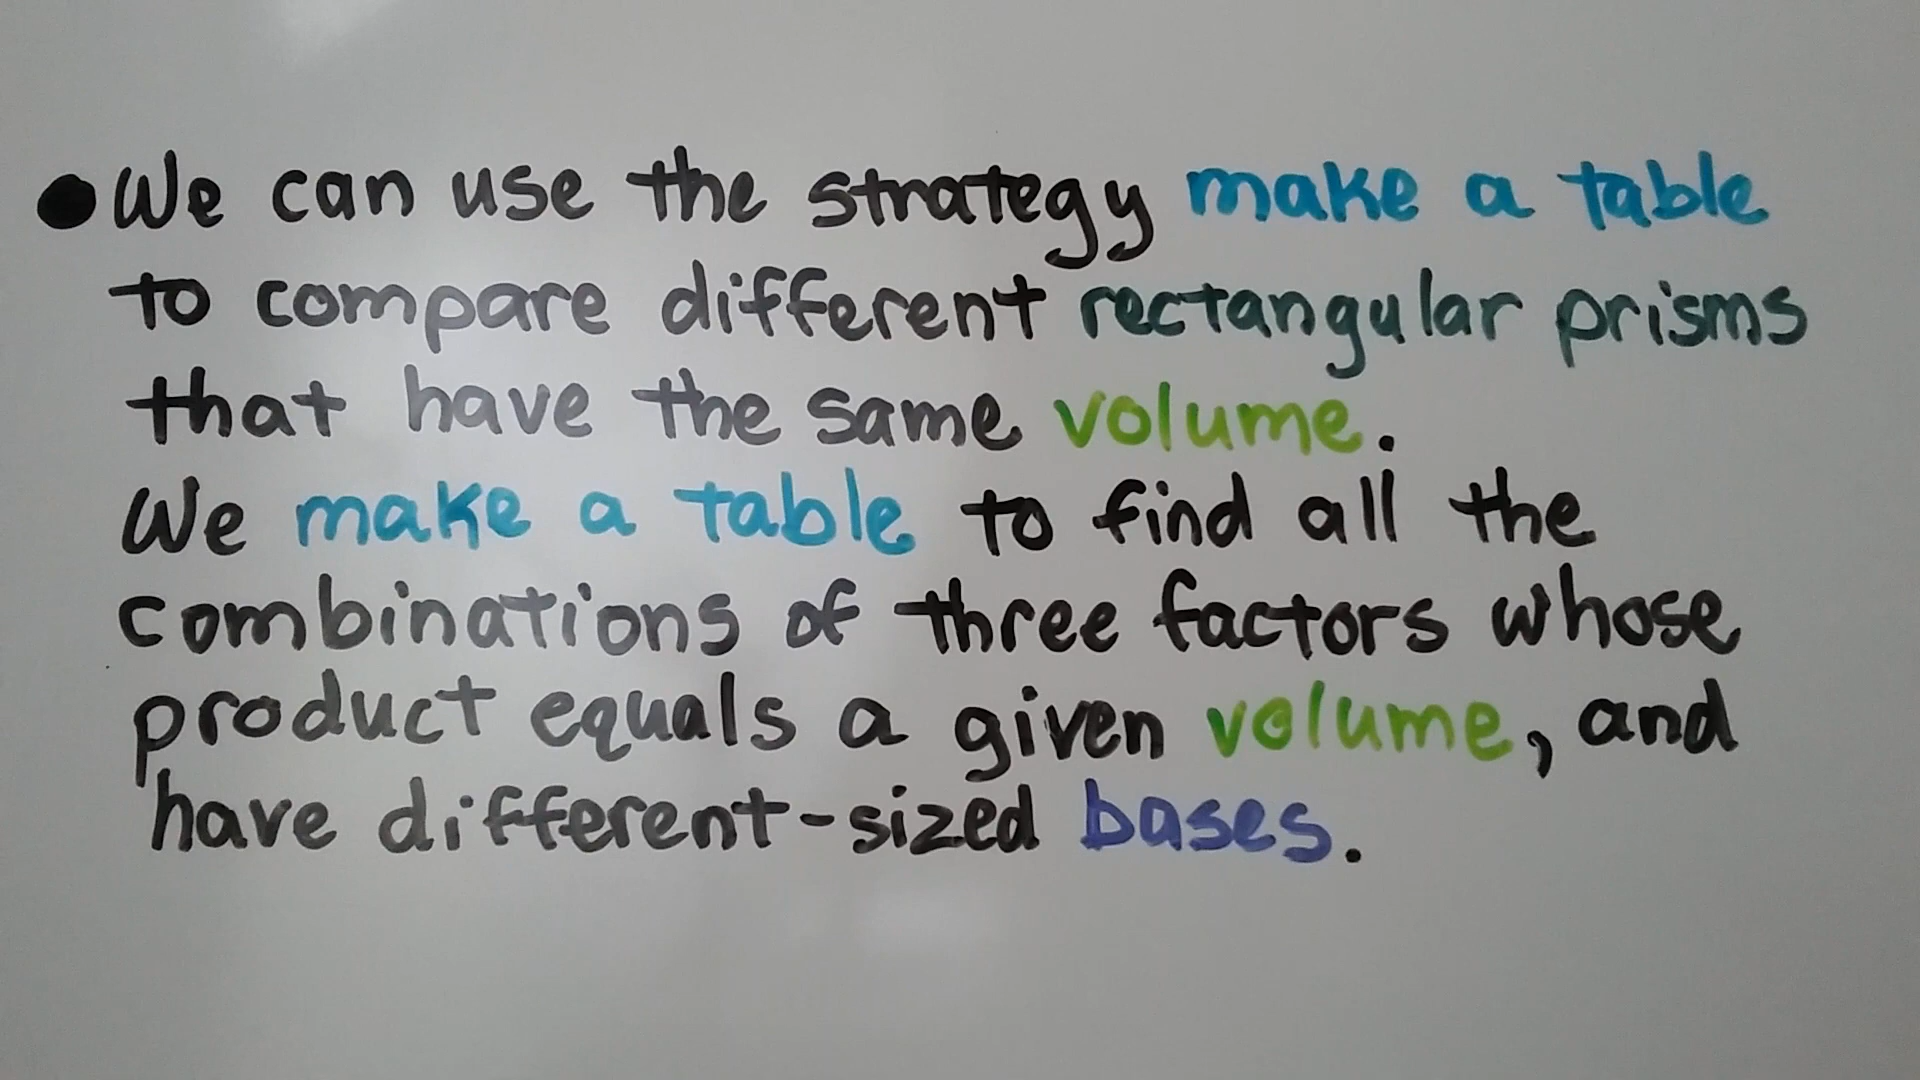 •We can use the strategy make a table
to compare different rectangular prisms
that have the same volume.
We make a table to find all the
combinations of three factors whose
product equals a given volume, and
have different-sized bases.